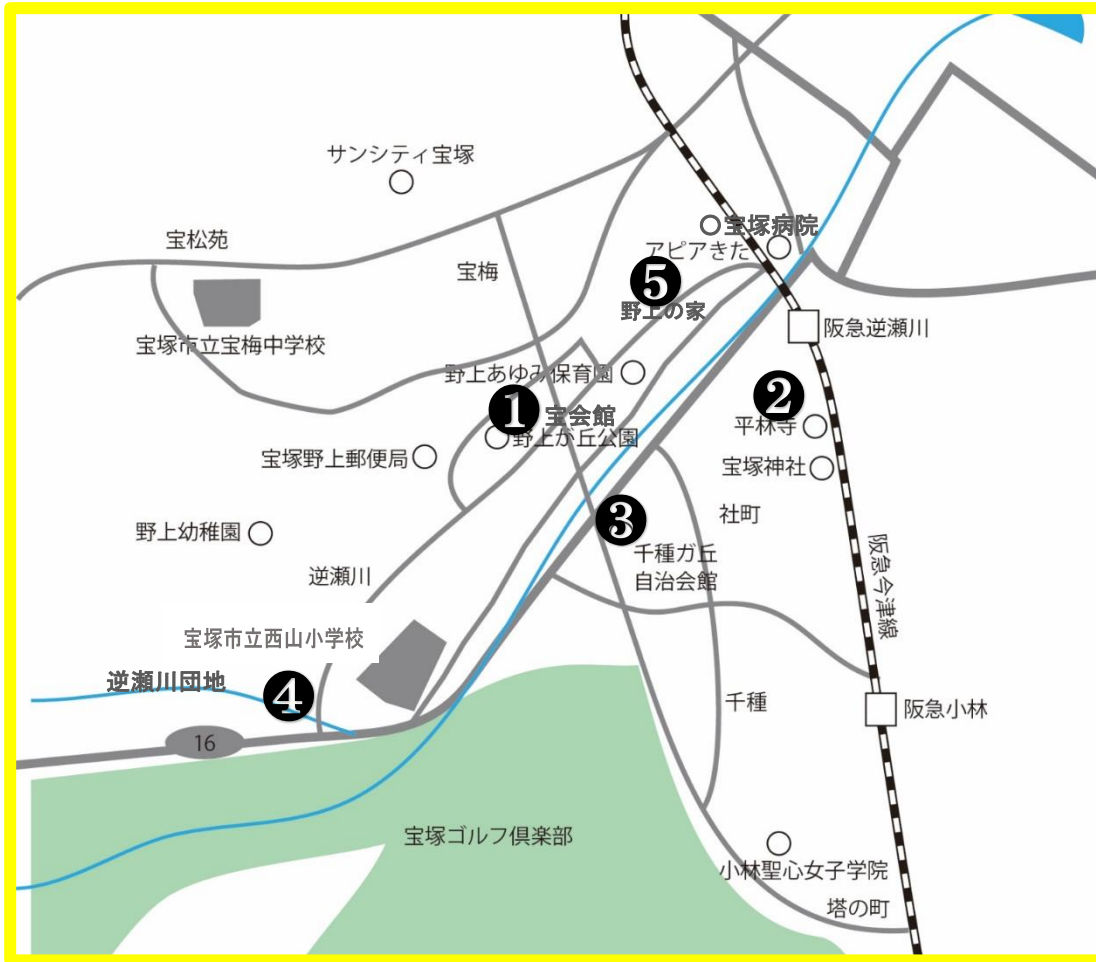 サンシティ宝塚
宝塚病院
宝松苑
アピアきた
宝梅
❺
野上の家
阪急逆瀬川
宝塚市立宝梅中学校
野上あゆみ保育園
❷
❶
宝会館
平林寺
野上が丘公園
宝塚野上郵便局
宝塚神社
社町
❸
野上幼稚園
千種ガ丘
自治会館
阪急今津線
逆瀬川
宝塚市立西山小学校
逆瀬川団地
❹
千種
阪急小林
16
宝塚ゴルフ倶楽部
小林聖心女子学院
塔の町